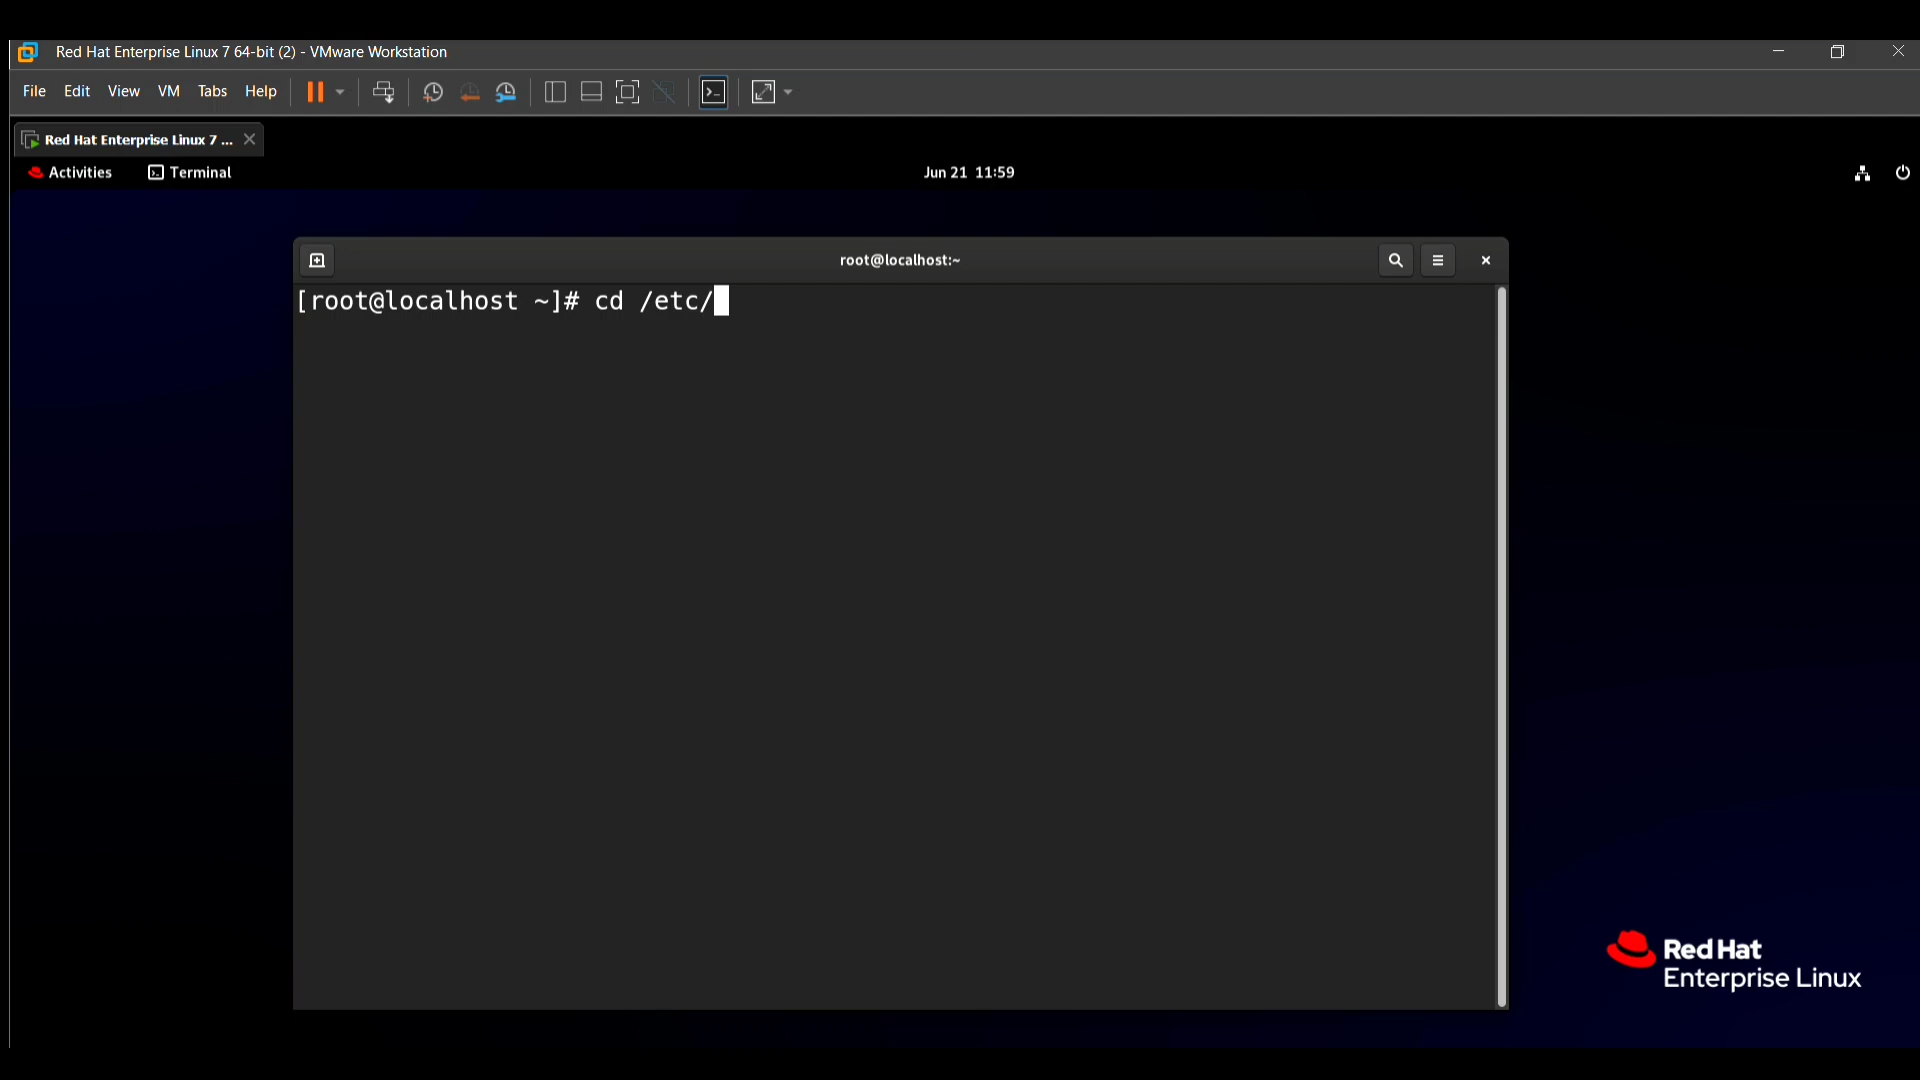 Red Hat Enterprise Linux 7 64-bit (2) - VMware Workstation
File Edit View VM Tabs Help
Red Hat Enterprise Linux 7 ...
Activities Terminal Jun 21 11:59
root@localhost:~
[root@localhost ~]# cd /etc/
Red Hat
Enterprise Linux